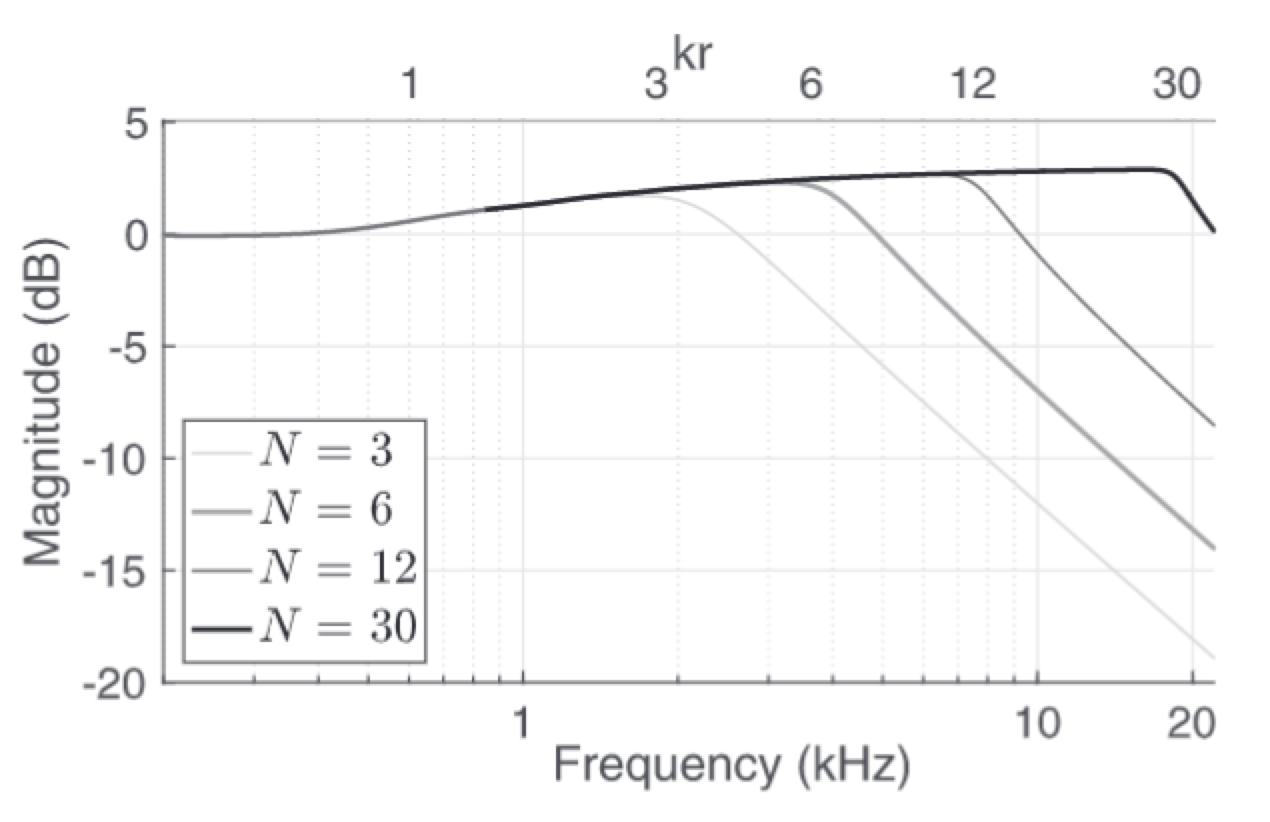 kr
1 3 6 12 30
5
0
-5
-10
-15
-20
Magnitude (dB)
N = 3
N = 6
N = 12
N = 30
1 10 20
Frequency (kHz)